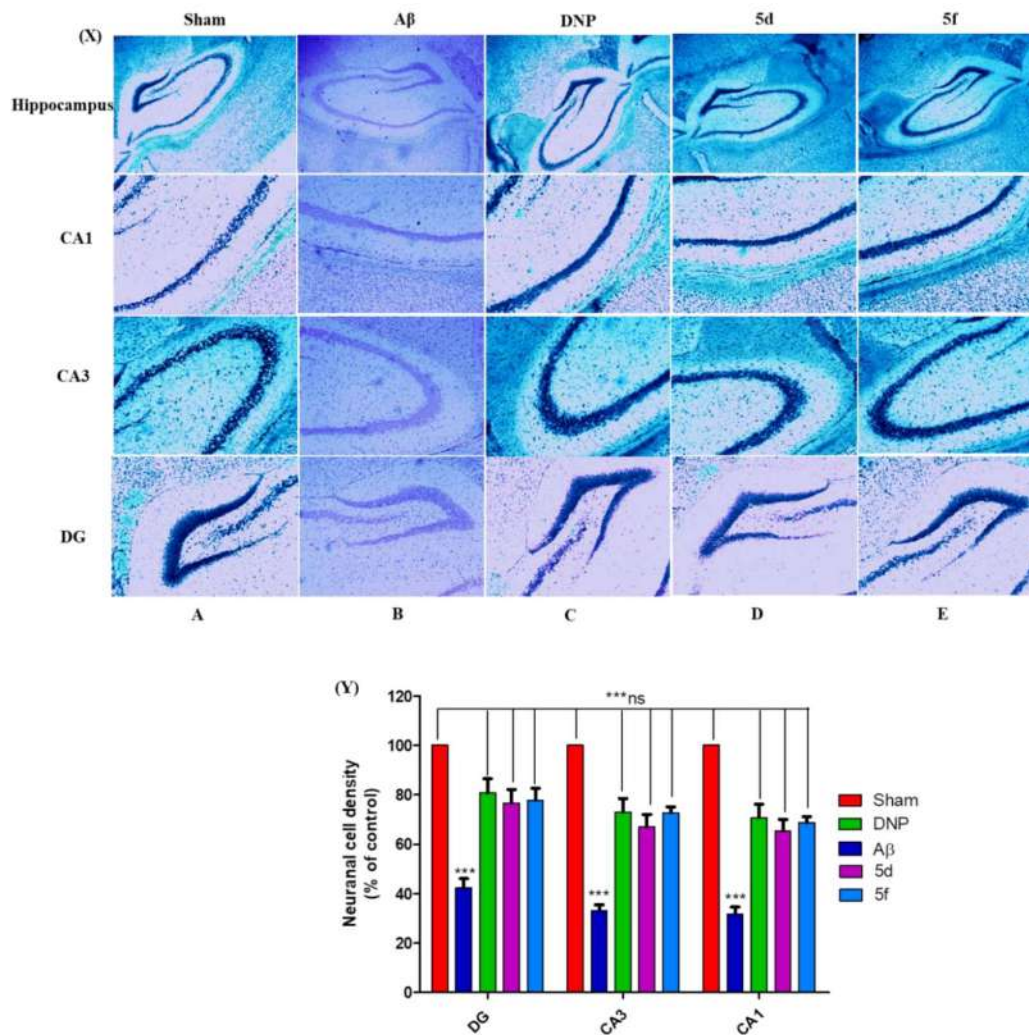 Sham Aβ DNP 5d 5f
(X)
Hippocampus
CA1
CA3
DG
A B C D E
(Y)
***ns
120
100
80
60
40
20
0
Neuranal cell density
(% of control)
***
***
***
DG CA3 CA1
Sham
DNP
Aβ
5d
5f